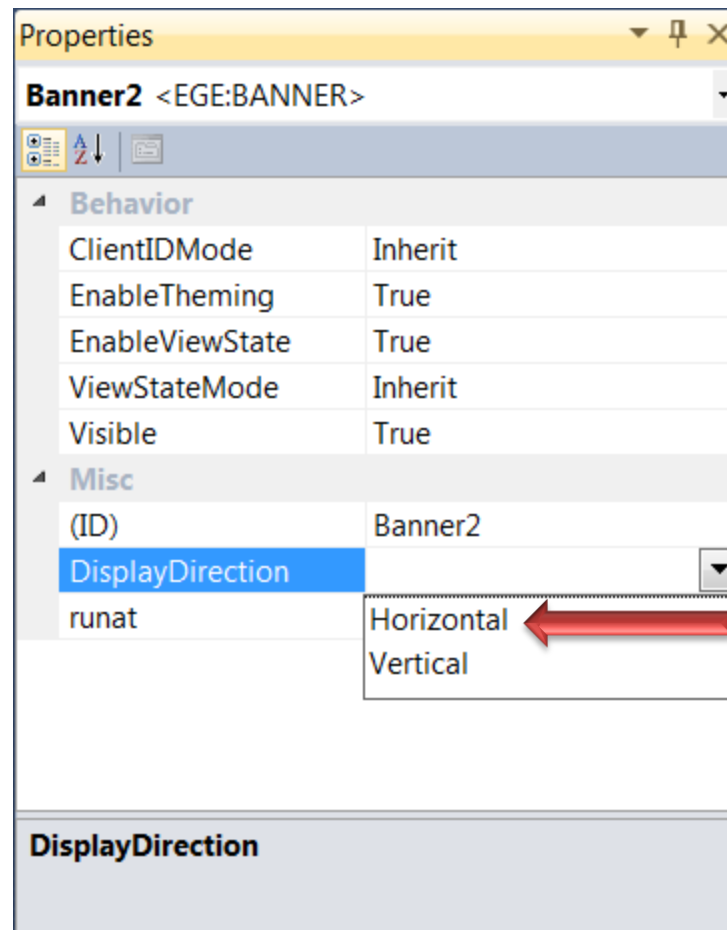 Properties
Banner2 <EGE:BANNER>
Behavior
ClientIDMode Inherit
EnableTheming True
EnableViewState True
ViewStateMode Inherit
Visible True
Misc
(ID) Banner2
DisplayDirection
runat Horizontal
Vertical
DisplayDirection